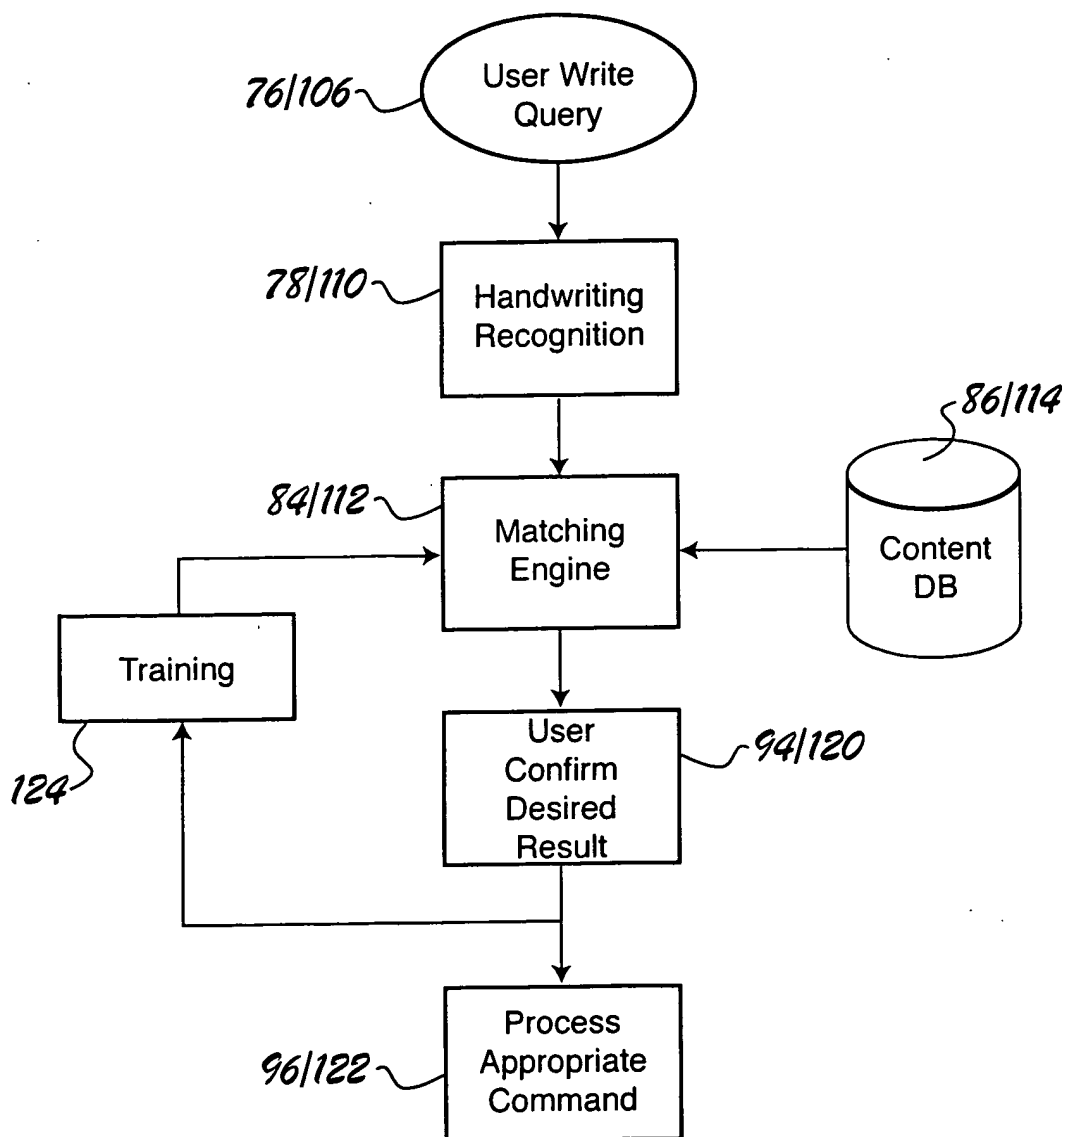 76/106
User Write
Query
78/110
Handwriting
Recognition
86/114
84/112
Matching
Engine
Content
DB
Training
124
User
Confirm
Desired
Result
94/120
96/122
Process
Appropriate
Command